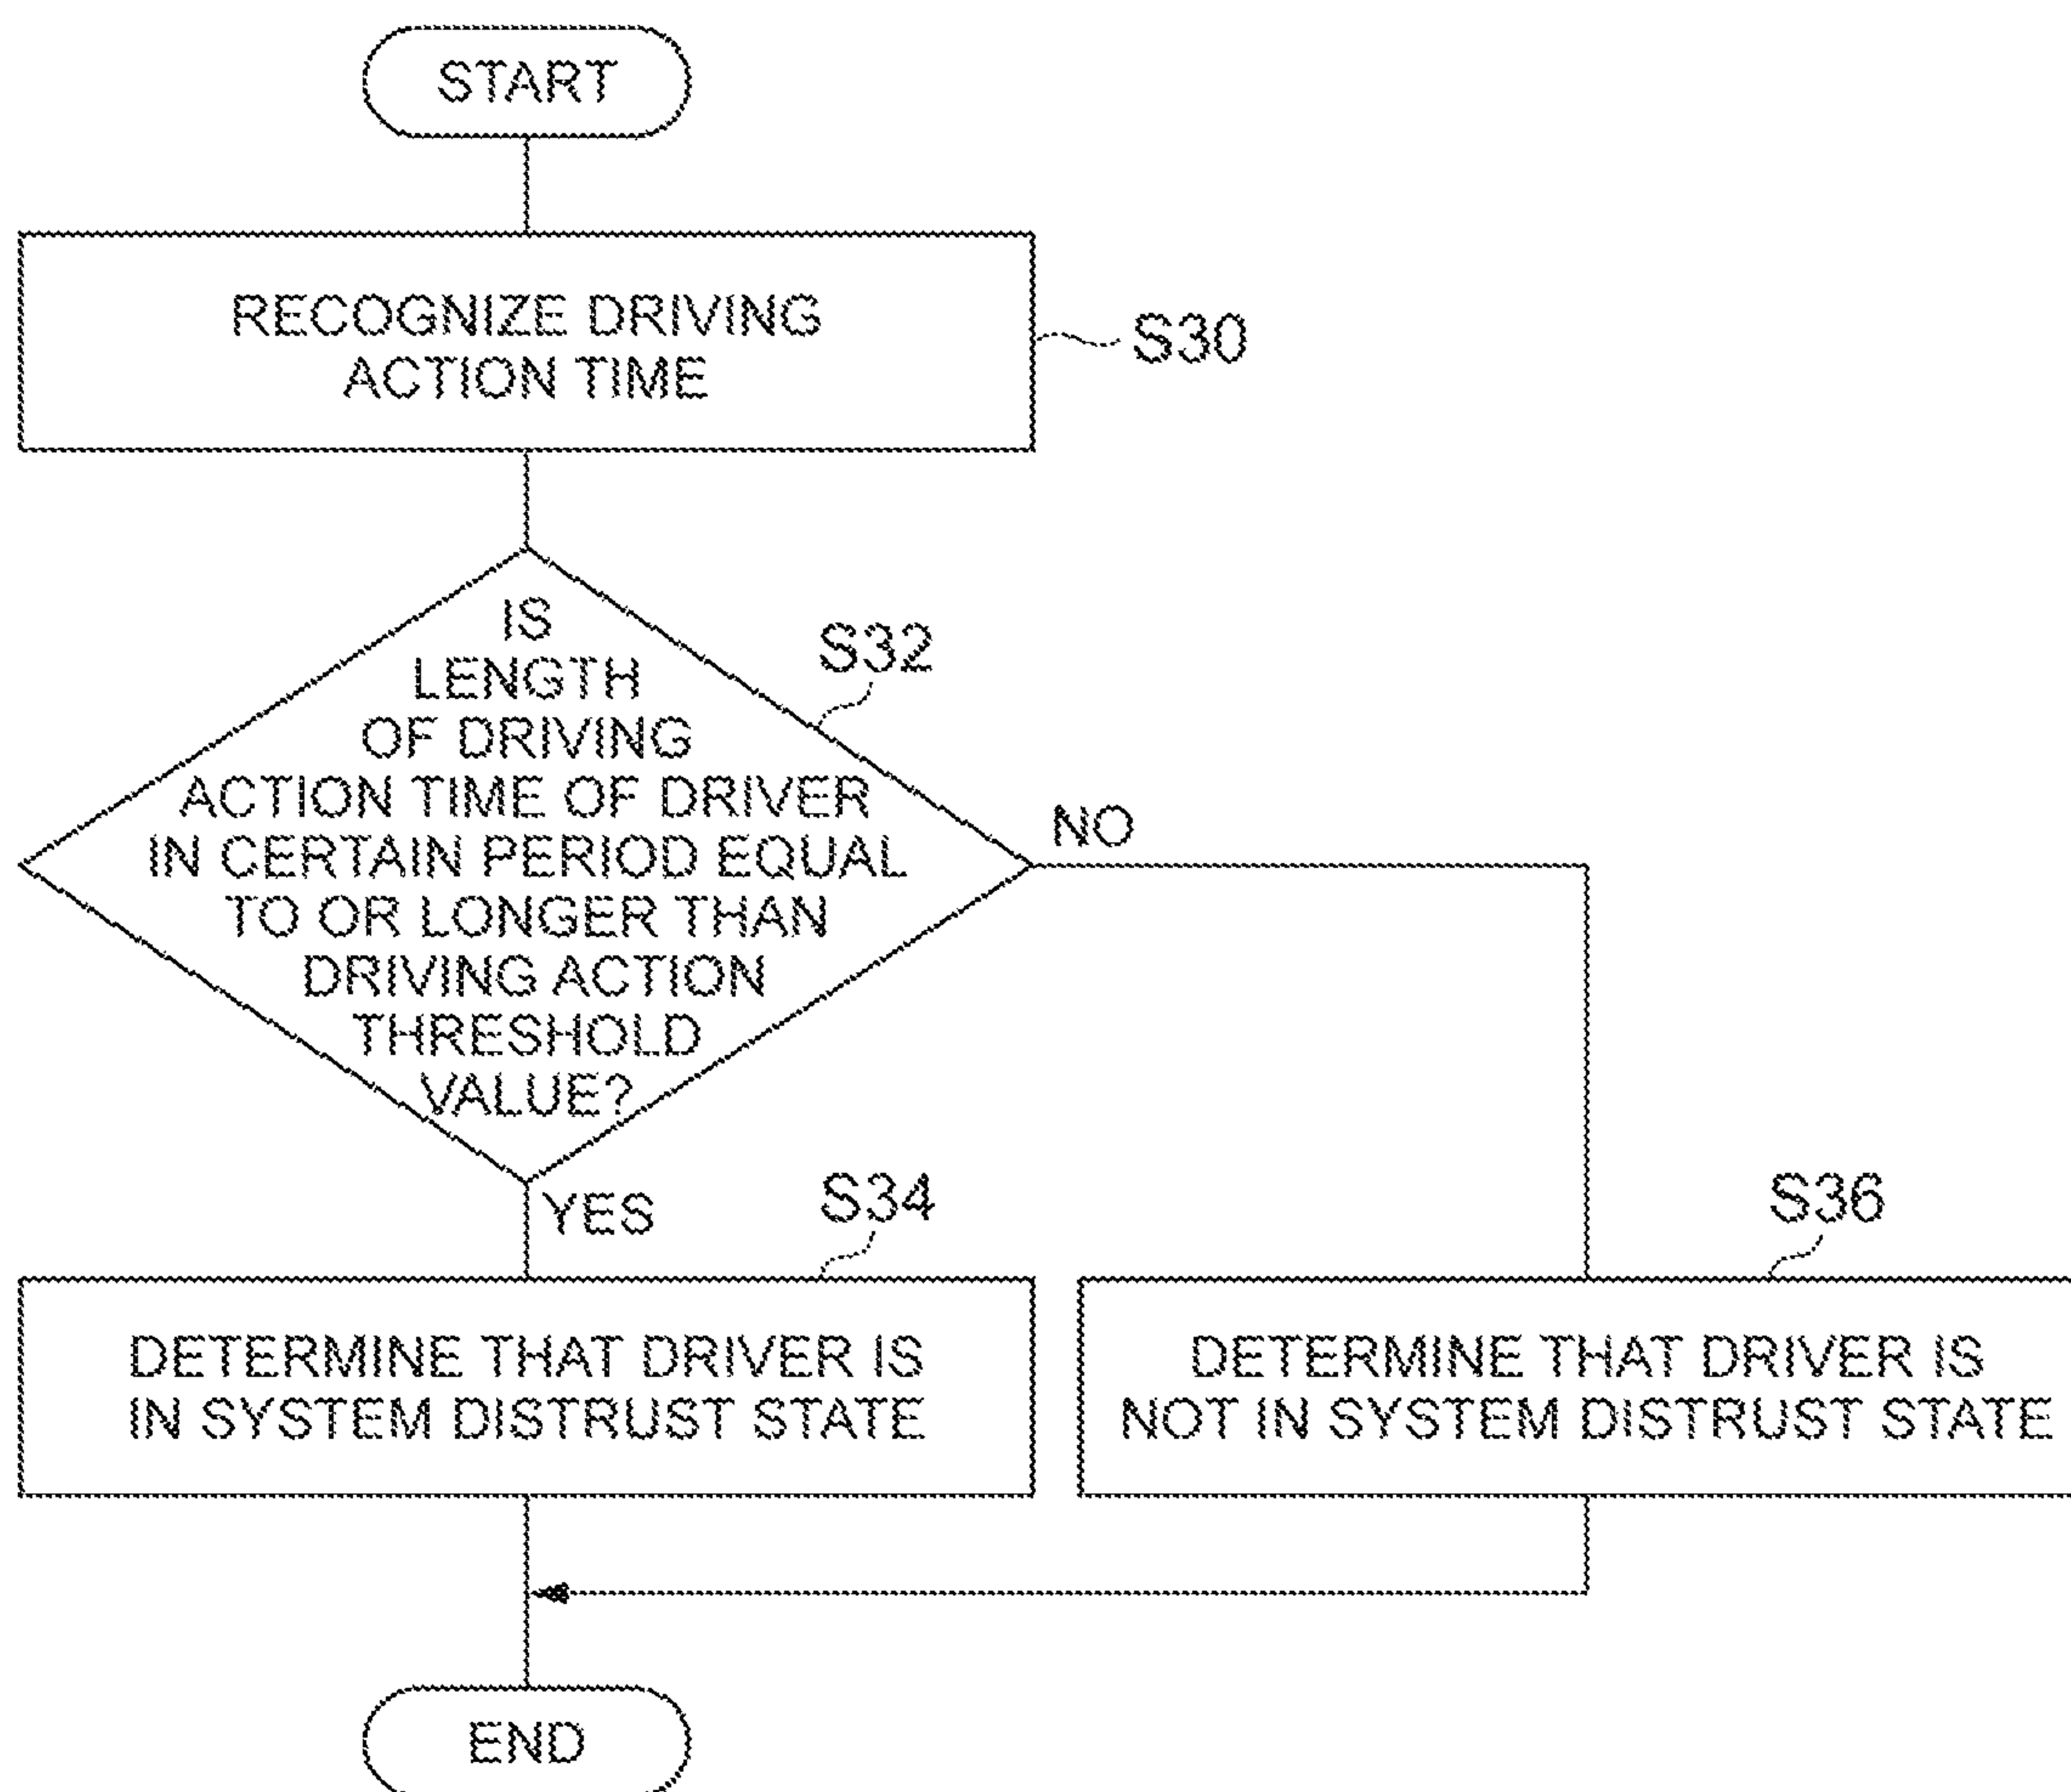 START
RECOGNIZE DRIVING
ACTION TIME
S30
IS
LENGTH
OF DRIVING
ACTION TIME OF DRIVER
IN CERTAIN PERIOD EQUAL
TO OR LONGER THAN
DRIVING ACTION
THRESHOLD
VALUE?
S32
NO
YES
S34
DETERMINE THAT DRIVER IS
IN SYSTEM DISTRUST STATE
S36
DETERMINE THAT DRIVER IS
NOT IN SYSTEM DISTRUST STATE
END